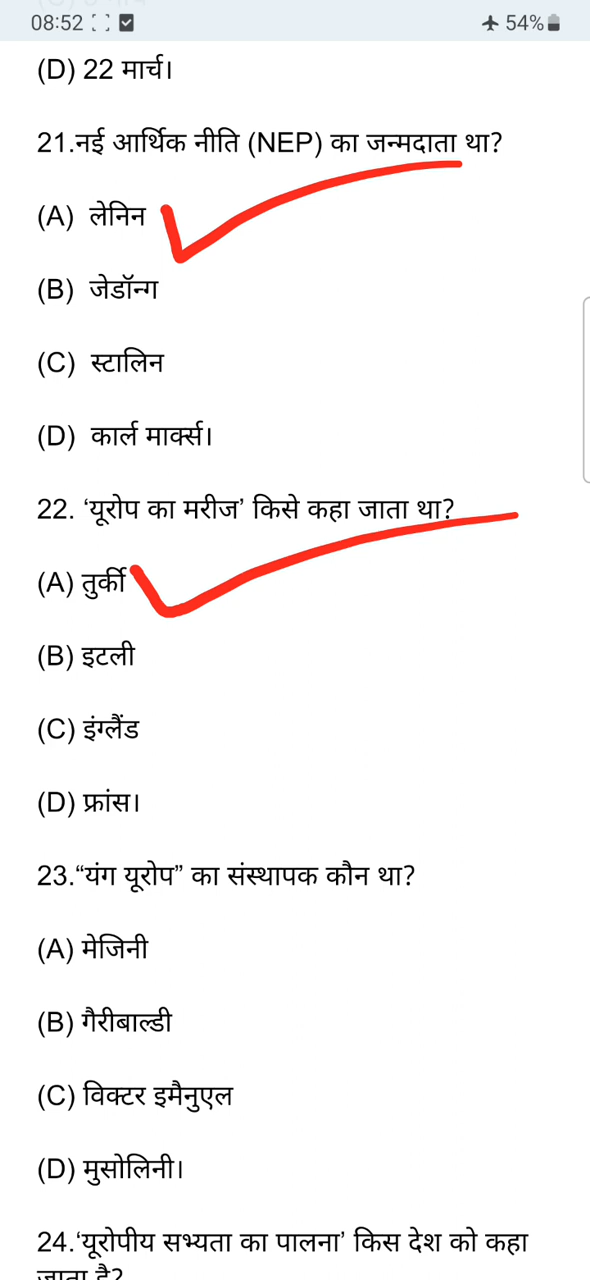 08:52
54%
(D) 22 मार्च।
21.नई आर्थिक नीति (NEP) का जन्मदाता था?
(A) लेनिन
(B) जेडॉन्ग
(C) स्टालिन
(D) कार्ल मार्क्स।
22. ‘यूरोप का मरीज’ किसे कहा जाता था?
(A) तुर्की
(B) इटली
(C) इंग्लैंड
(D) फ्रांस।
23.“यंग यूरोप” का संस्थापक कौन था?
(A) मेजिनी
(B) गैरीबाल्डी
(C) विक्टर इमैनुएल
(D) मुसोलिनी।
24.‘यूरोपीय सभ्यता का पालना’ किस देश को कहा
जाता है?